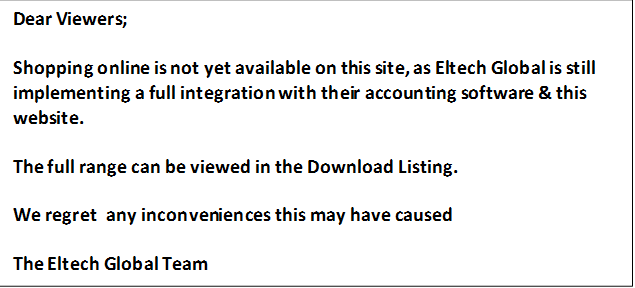 Dear Viewers;
Shopping online is not yet available on this site, as Eltech Global is still
implementing a full integration with their accounting software & this
website.
The full range can be viewed in the Download Listing.
We regret  any inconveniences this may have caused
The Eltech Global Team